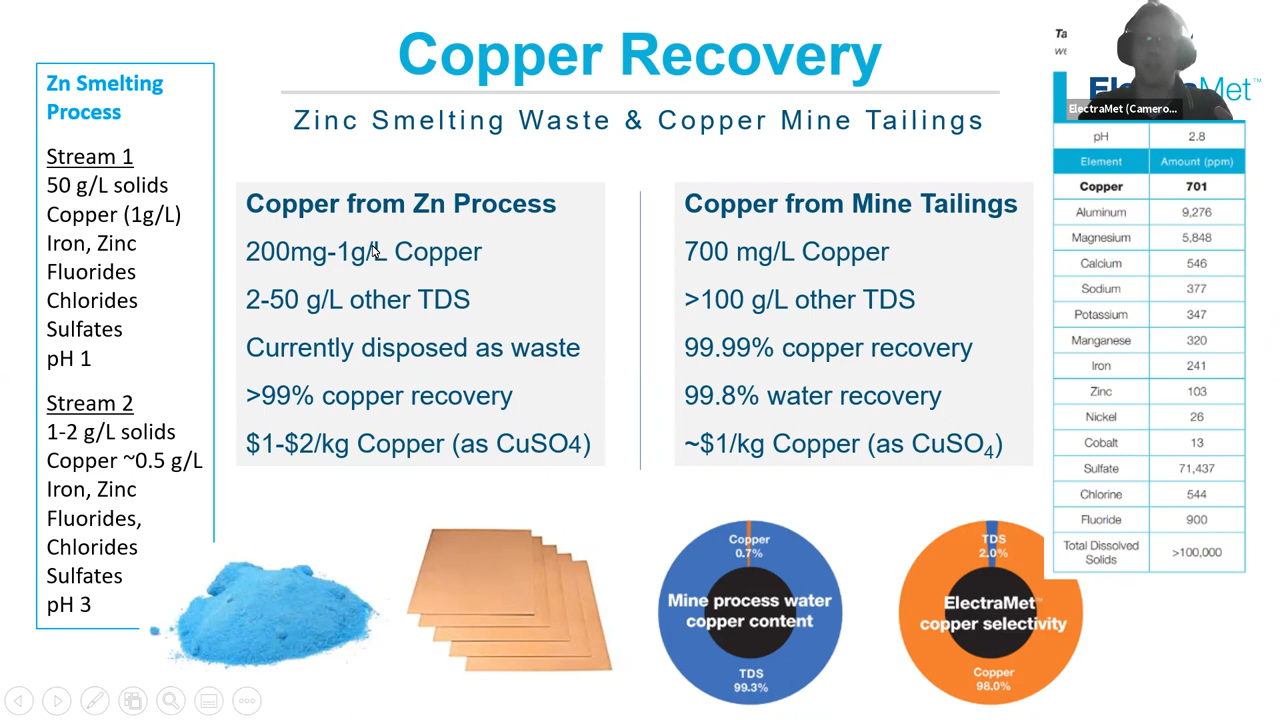 Copper Recovery
Zinc Smelting Waste & Copper Mine Tailings
Zn Smelting
Process
Stream 1
50 g/L solids
Copper (1g/L)
Iron, Zinc
Fluorides
Chlorides
Sulfates
pH 1
Stream 2
1-2 g/L solids
Copper ~0.5 g/L
Iron, Zinc
Fluorides,
Chlorides
Sulfates
pH 3
Copper from Zn Process
200mg-1g/L Copper
2-50 g/L other TDS
Currently disposed as waste
>99% copper recovery
$1-$2/kg Copper (as CuSO4)
Copper from Mine Tailings
700 mg/L Copper
>100 g/L other TDS
99.99% copper recovery
99.8% water recovery
~$1/kg Copper (as CuSO₄)
Copper
0.7%
Mine process water
copper content
TDS
99.3%
TDS
2.0%
ElectraMet™
copper selectivity
Copper
98.0%
ElectraMet (Camero...
pH 2.8
Element Amount (ppm)
Copper 701
Aluminum 9,276
Magnesium 5,848
Calcium 546
Sodium 377
Potassium 347
Manganese 320
Iron 241
Zinc 103
Nickel 26
Cobalt 13
Sulfate 71,437
Chlorine 544
Fluoride 900
Total Dissolved
Solids >100,000